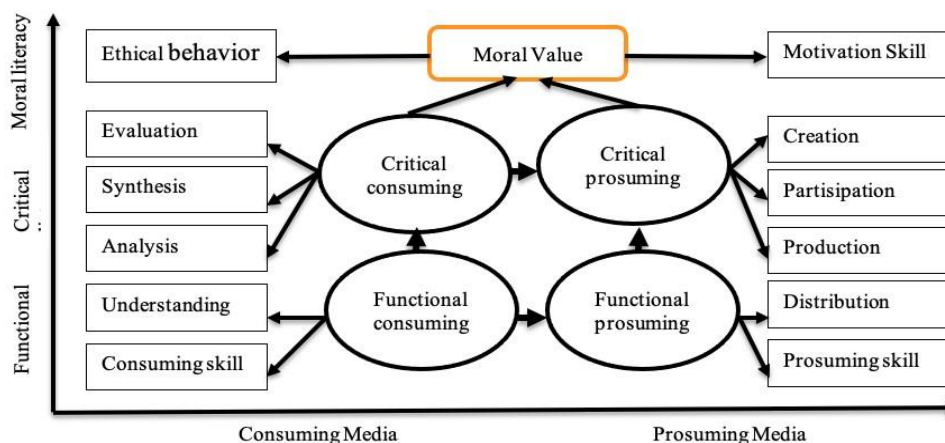 Moral literacy
Critical
..
Functional
Ethical behavior
Moral Value
Motivation Skill
Evaluation
Synthesis
Analysis
Understanding
Consuming skill
Critical
consuming
Critical
prosuming
Functional
consuming
Functional
prosuming
Creation
Partisipation
Production
Distribution
Prosuming skill
Consuming Media
Prosuming Media